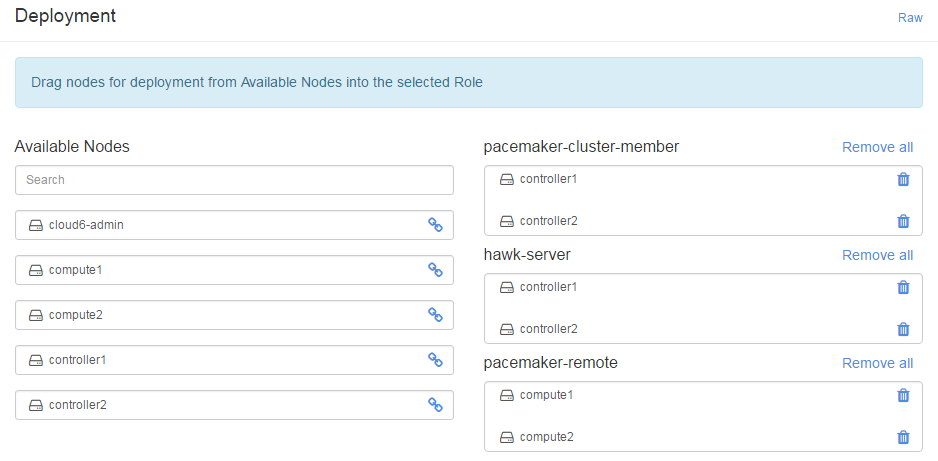 Deployment
Raw
Drag nodes for deployment from Available Nodes into the selected Role
Available Nodes
Search
cloud6-admin
compute1
compute2
controller1
controller2
pacemaker-cluster-member
Remove all
controller1
controller2
hawk-server
Remove all
controller1
controller2
pacemaker-remote
Remove all
compute1
compute2